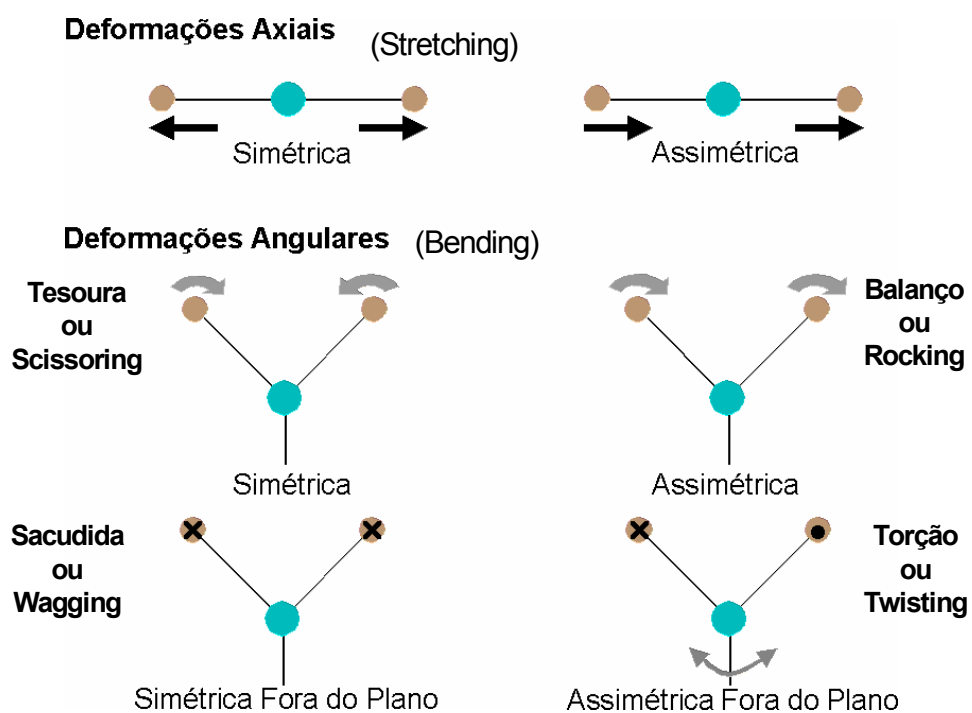 Deformações Axiais (Stretching)
Simétrica
Assimétrica
Deformações Angulares (Bending)
Tesoura
ou
Scissoring
Balanço
ou
Rocking
Simétrica
Assimétrica
Sacudida
ou
Wagging
Torção
ou
Twisting
Simétrica Fora do Plano
Assimétrica Fora do Plano